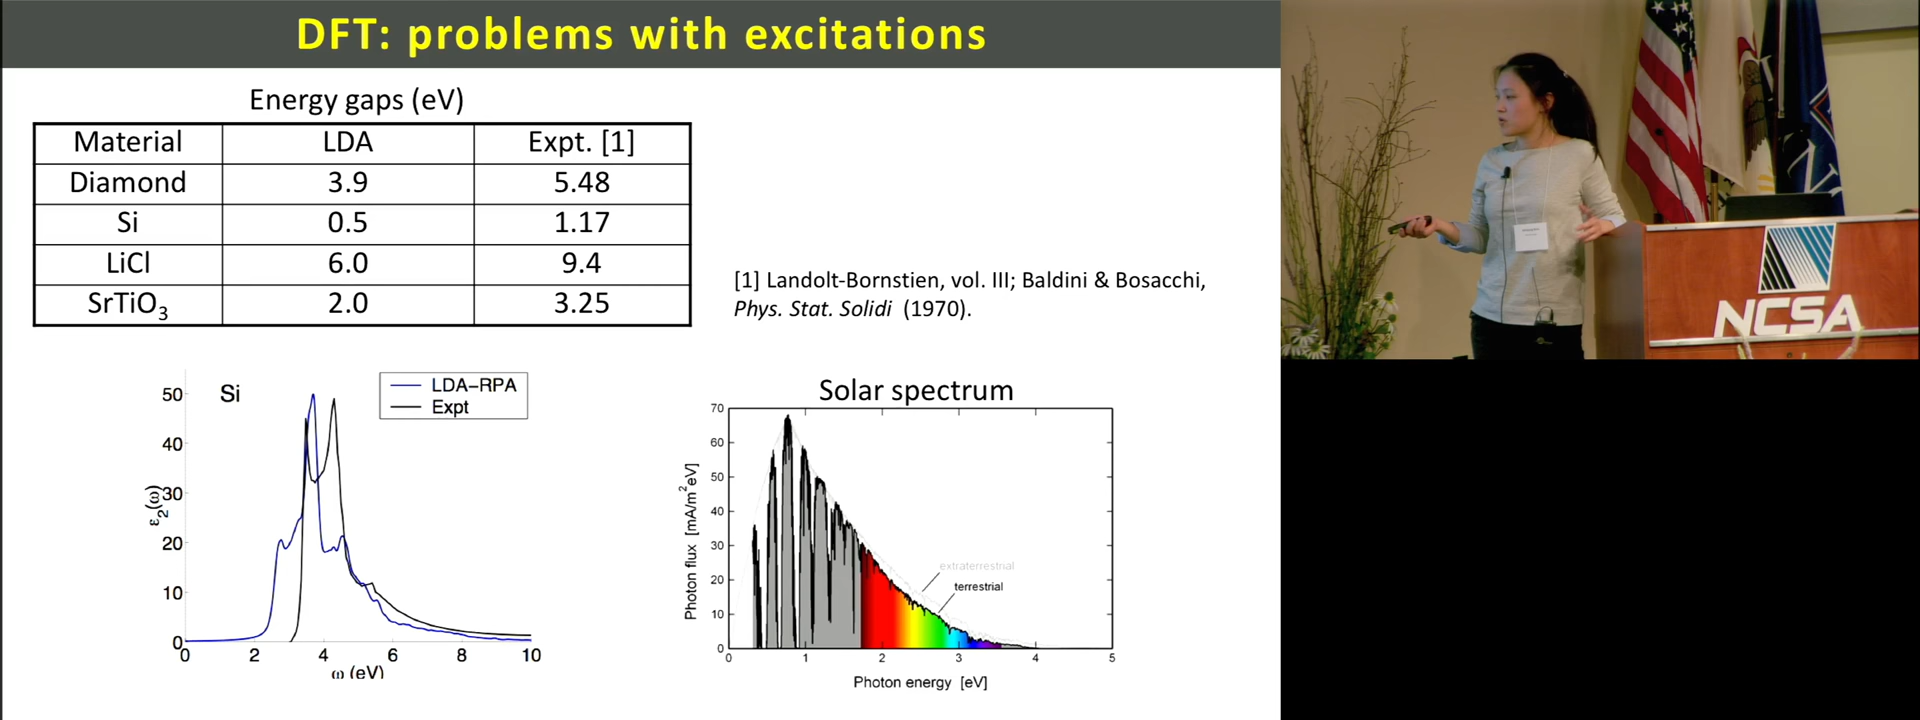 DFT: problems with excitations
Energy gaps (eV)
Material LDA Expt. [1]
Diamond 3.9 5.48
Si 0.5 1.17
LiCl 6.0 9.4
SrTiO3 2.0 3.25
[1] Landolt-Bornstien, vol. III; Baldini & Bosacchi,
Phys. Stat. Solidi (1970).
Si
LDA-RPA
Expt
50
40
30
20
10
0
ε2(ω)
0 2 4 6 8 10
ω (eV)
Solar spectrum
70
60
50
40
30
20
10
0
Photon flux [mA/m2eV]
extraterrestrial
terrestrial
0 1 2 3 4 5
Photon energy [eV]
NCSA